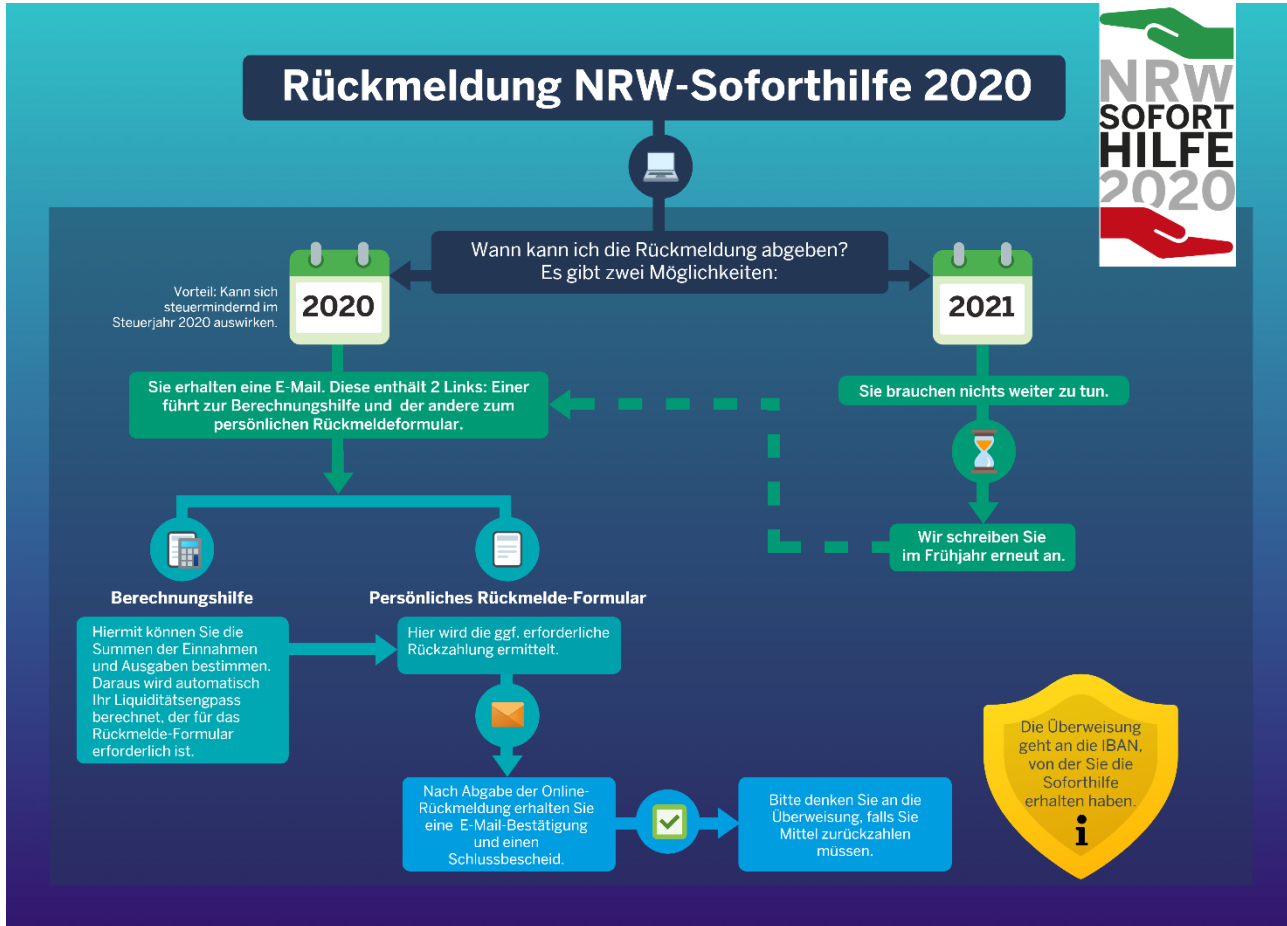 Rückmeldung NRW-Soforthilfe 2020
NRW
SOFORT
HILFE
2020
Wann kann ich die Rückmeldung abgeben?
Es gibt zwei Möglichkeiten:
Vorteil: Kann sich
steuermindernd im
Steuerjahr 2020 auswirken.
2020
2021
Sie erhalten eine E-Mail. Diese enthält 2 Links: Einer
führt zur Berechnungshilfe und der andere zum
persönlichen Rückmeldeformular.
Sie brauchen nichts weiter zu tun.
Wir schreiben Sie
im Frühjahr erneut an.
Berechnungshilfe
Hiermit können Sie die
Summen der Einnahmen
und Ausgaben bestimmen.
Daraus wird automatisch
Ihr Liquiditätsengpass
berechnet, der für das
Rückmelde-Formular
erforderlich ist.
Persönliches Rückmelde-Formular
Hier wird die ggf. erforderliche
Rückzahlung ermittelt.
Nach Abgabe der Online-
Rückmeldung erhalten Sie
eine E-Mail-Bestätigung
und einen
Schlussbescheid.
Bitte denken Sie an die
Überweisung, falls Sie
Mittel zurückzahlen
müssen.
Die Überweisung
geht an die IBAN,
von der Sie die
Soforthilfe
erhalten haben.
i